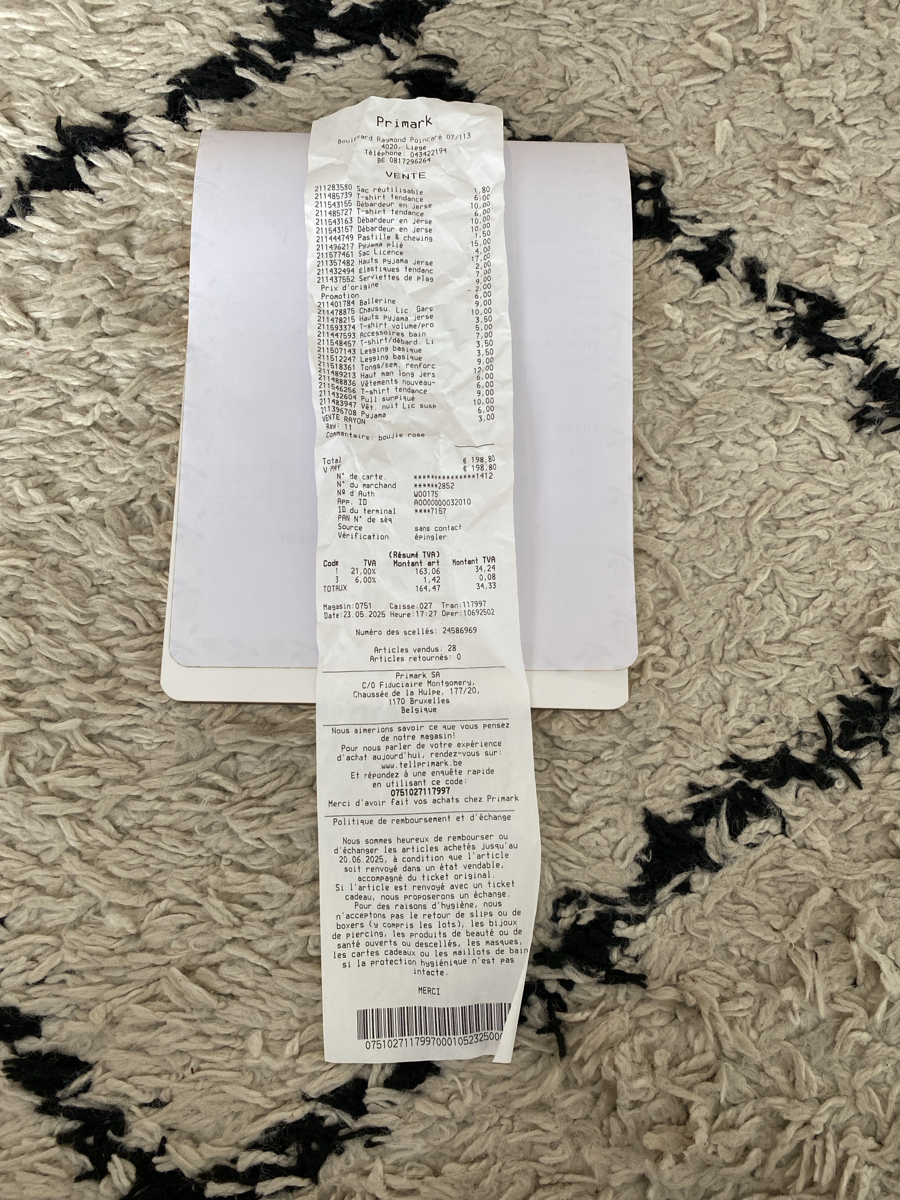 Primark
Boulevard Raymond Poincaré 07/113
4020, Liege
Téléphone: 043422194
BE 0817296264
VENTE
211283580 Sac réutilisable 1,80
211485739 T-shirt tendance 6,00
211543155 Débardeur en jerse 10,00
211485727 T-shirt tendance 6,00
211543163 Débardeur en jerse 10,00
211543157 Débardeur en jerse 10,00
211444749 Pastille & chewing 1,50
211496217 Pyjama plié 15,00
211577461 Sac Licence 4,00
211357482 Hauts pyjama jerse 17,00
211432494 Élastiques tendanc 2,00
211437552 Serviettes de plag 7,00
Prix d'origine 9,00
Promotion - 2,00
211401784 Ballerine 6,00
211478875 Chaussu. Lic. Garc 9,00
211478215 Hauts pyjama jerse 10,00
211593374 T-shirt volume/pro 3,50
211447593 Accessoires bain 5,00
211548457 T-shirt/débard. Li 7,00
211507143 Legging basique 3,50
211512247 Legging basique 3,50
211518361 Tongs/sem. renforc 9,00
211489213 Haut man long jers 12,00
211488836 Vêtements nouveau- 6,00
211546256 T-shirt tendance 6,00
211432604 Pull surpiqué 9,00
211483947 Vêt. nuit Lic susp 10,00
211396708 Pyjama 6,00
VENTE RAYON 3,00
Ray: 11
Commentaire: boujie rose
Total € 198,80
V PAY € 198,80
N° de carte ***************1412
N° du marchand ******2852
Nº d'Auth W00175
App. ID A0000000032010
ID du terminal ****7157
PAN N° de séq
Source sans contact
Vérification épingler
(Résumé TVA)
Code TVA Montant art Montant TVA
1 21,00% 163,06 34,24
3 6,00% 1,42 0,08
TOTAUX 164,47 34,33
Magasin:0751 Caisse:027 Tran:117997
Date:23.05.2025 Heure:17:27 Oper:10692502
Numéro des scellés: 24586969
Articles vendus: 28
Articles retournés: 0
Primark SA
C/O Fiduciaire Montgomery,
Chaussée de la Hulpe, 177/20,
1170 Bruxelles
Belgique
Nous aimerions savoir ce que vous pensez
de notre magasin!
Pour nous parler de votre expérience
d'achat aujourd'hui, rendez-vous sur:
www.tellprimark.be
Et répondez à une enquête rapide
en utilisant ce code:
0751027117997
Merci d'avoir fait vos achats chez Primark
Politique de remboursement et d'échange
Nous sommes heureux de rembourser ou
d'échanger les articles achetés jusqu'au
20.06.2025, à condition que l'article
soit renvoyé dans un état vendable,
accompagné du ticket original.
Si l'article est renvoyé avec un ticket
cadeau, nous proposerons un échange.
Pour des raisons d'hygiène, nous
n'acceptons pas le retour de slips ou de
boxers (y compris les lots), les bijoux
de piercing, les produits de beauté ou de
santé ouverts ou descellés, les masques,
les cartes cadeaux ou les maillots de bain
si la protection hygiénique n'est pas
intacte.
MERCI